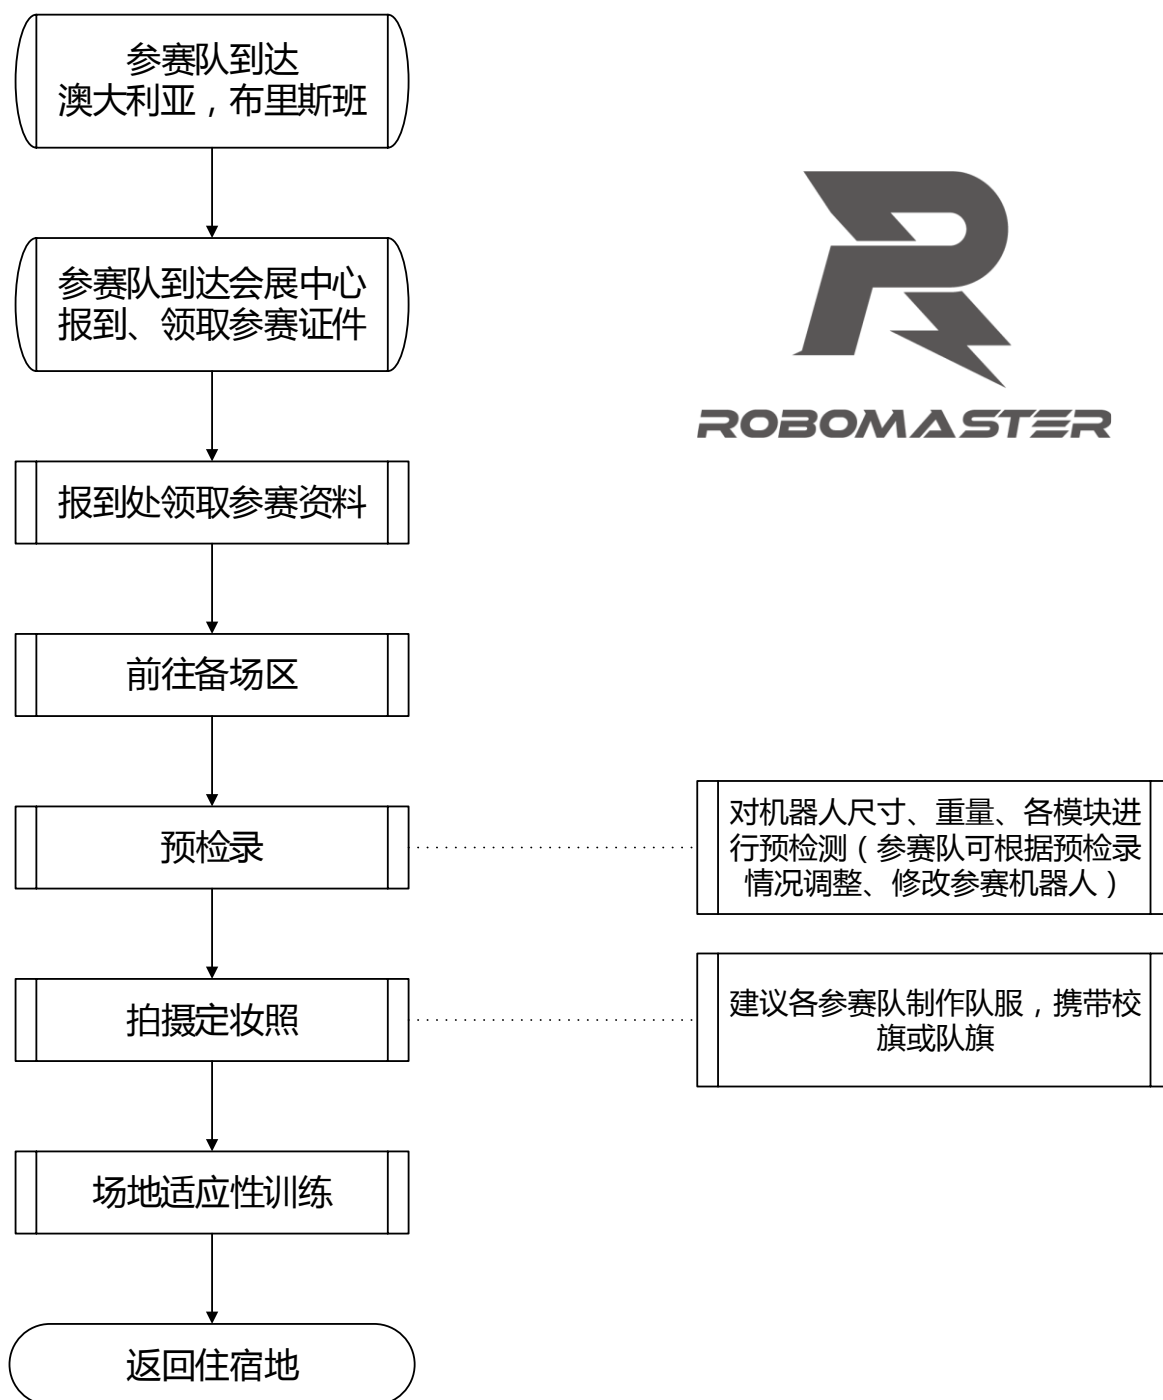 参赛队到达
澳大利亚，布里斯班
参赛队到达会展中心
报到、领取参赛证件
ROBOMASTER
报到处领取参赛资料
前往备场区
预检录
对机器人尺寸、重量、各模块进
行预检测（参赛队可根据预检录
情况调整、修改参赛机器人）
拍摄定妆照
建议各参赛队制作队服，携带校
旗或队旗
场地适应性训练
返回住宿地